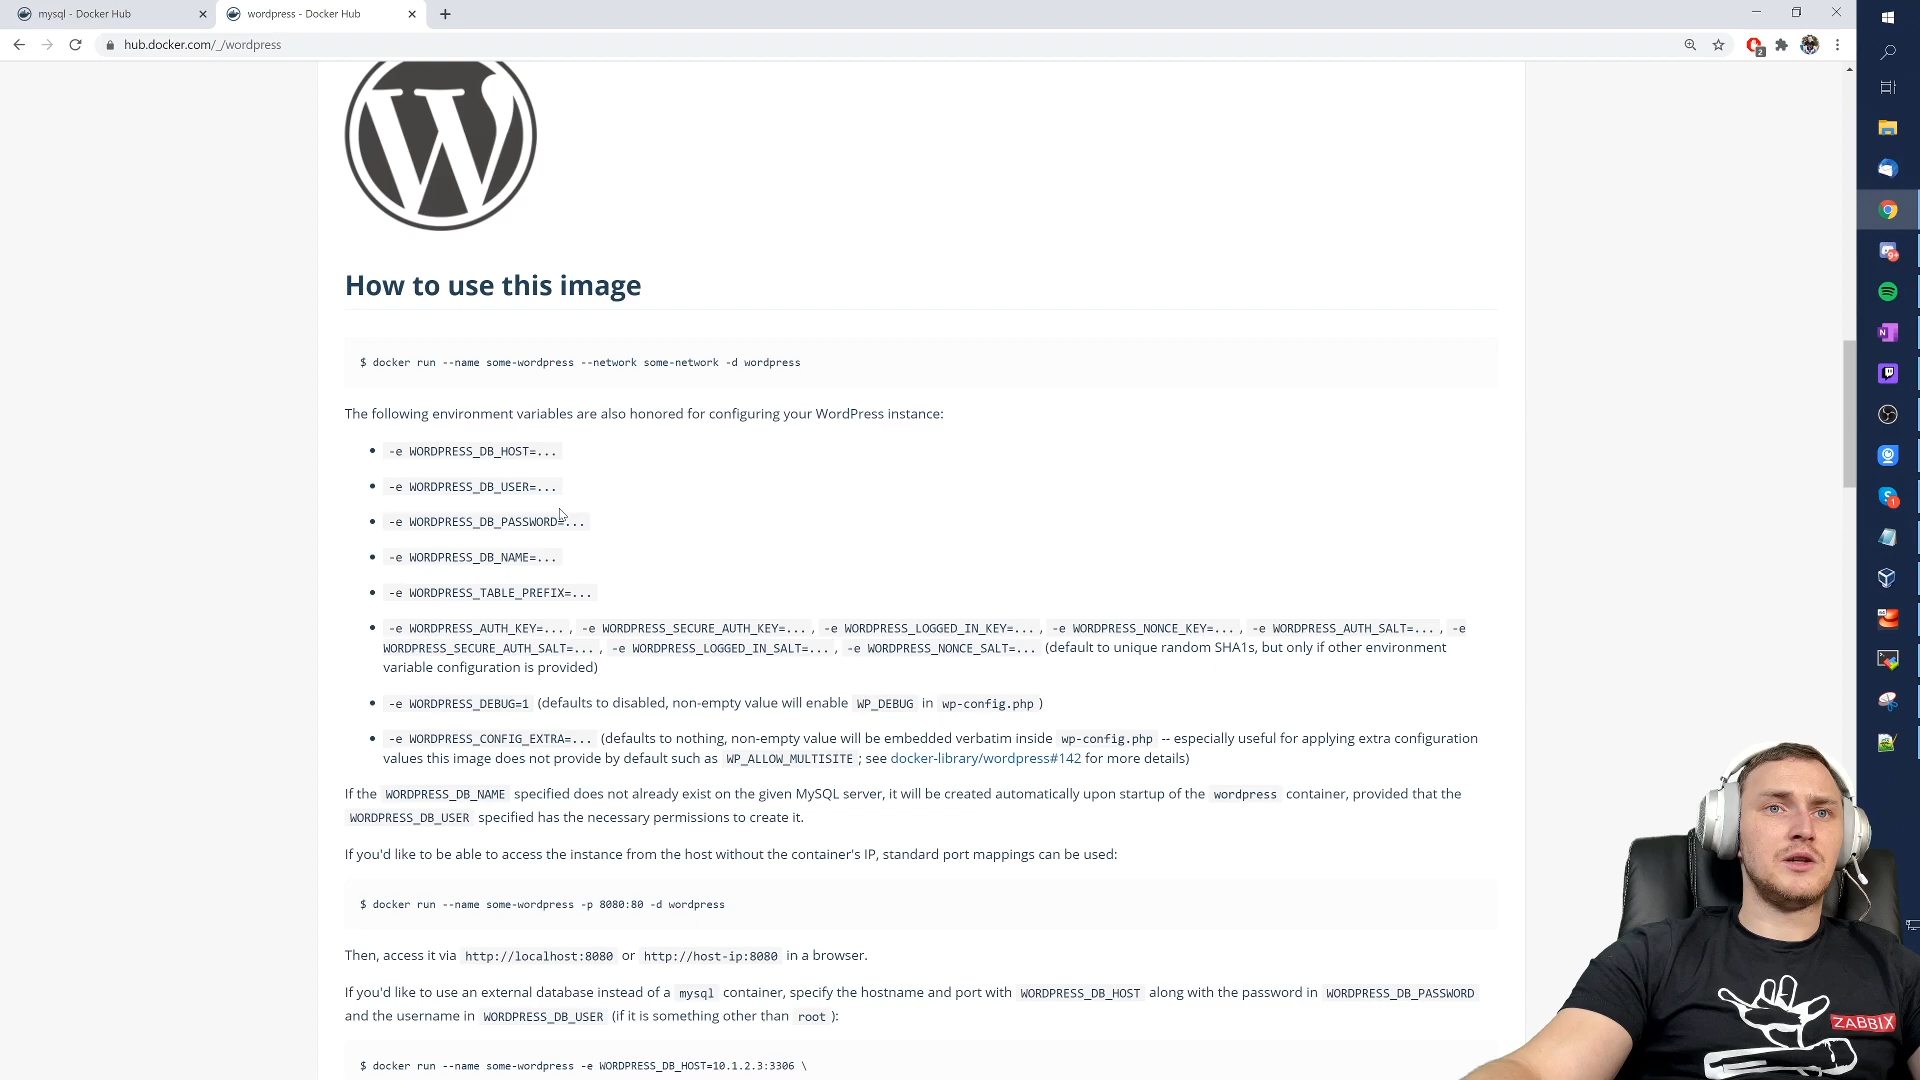 mysql - Docker Hub
wordpress - Docker Hub
hub.docker.com/_/wordpress
2
W
How to use this image
$ docker run --name some-wordpress --network some-network -d wordpress
The following environment variables are also honored for configuring your WordPress instance:
-e WORDPRESS_DB_HOST=...
-e WORDPRESS_DB_USER=...
-e WORDPRESS_DB_PASSWORD=...
-e WORDPRESS_DB_NAME=...
-e WORDPRESS_TABLE_PREFIX=...
-e WORDPRESS_AUTH_KEY=... , -e WORDPRESS_SECURE_AUTH_KEY=... , -e WORDPRESS_LOGGED_IN_KEY=... , -e WORDPRESS_NONCE_KEY=... , -e WORDPRESS_AUTH_SALT=... , -e
WORDPRESS_SECURE_AUTH_SALT=... , -e WORDPRESS_LOGGED_IN_SALT=... , -e WORDPRESS_NONCE_SALT=... (default to unique random SHA1s, but only if other environment
variable configuration is provided)
-e WORDPRESS_DEBUG=1 (defaults to disabled, non-empty value will enable WP_DEBUG in wp-config.php )
-e WORDPRESS_CONFIG_EXTRA=... (defaults to nothing, non-empty value will be embedded verbatim inside wp-config.php -- especially useful for applying extra configuration
values this image does not provide by default such as WP_ALLOW_MULTISITE ; see docker-library/wordpress#142 for more details)
If the WORDPRESS_DB_NAME specified does not already exist on the given MySQL server, it will be created automatically upon startup of the wordpress container, provided that the
WORDPRESS_DB_USER specified has the necessary permissions to create it.
If you'd like to be able to access the instance from the host without the container's IP, standard port mappings can be used:
$ docker run --name some-wordpress -p 8080:80 -d wordpress
Then, access it via http://localhost:8080 or http://host-ip:8080 in a browser.
If you'd like to use an external database instead of a mysql container, specify the hostname and port with WORDPRESS_DB_HOST along with the password in WORDPRESS_DB_PASSWORD
and the username in WORDPRESS_DB_USER (if it is something other than root ):
$ docker run --name some-wordpress -e WORDPRESS_DB_HOST=10.1.2.3:3306 \
9+
N
S
1
ZABBIX